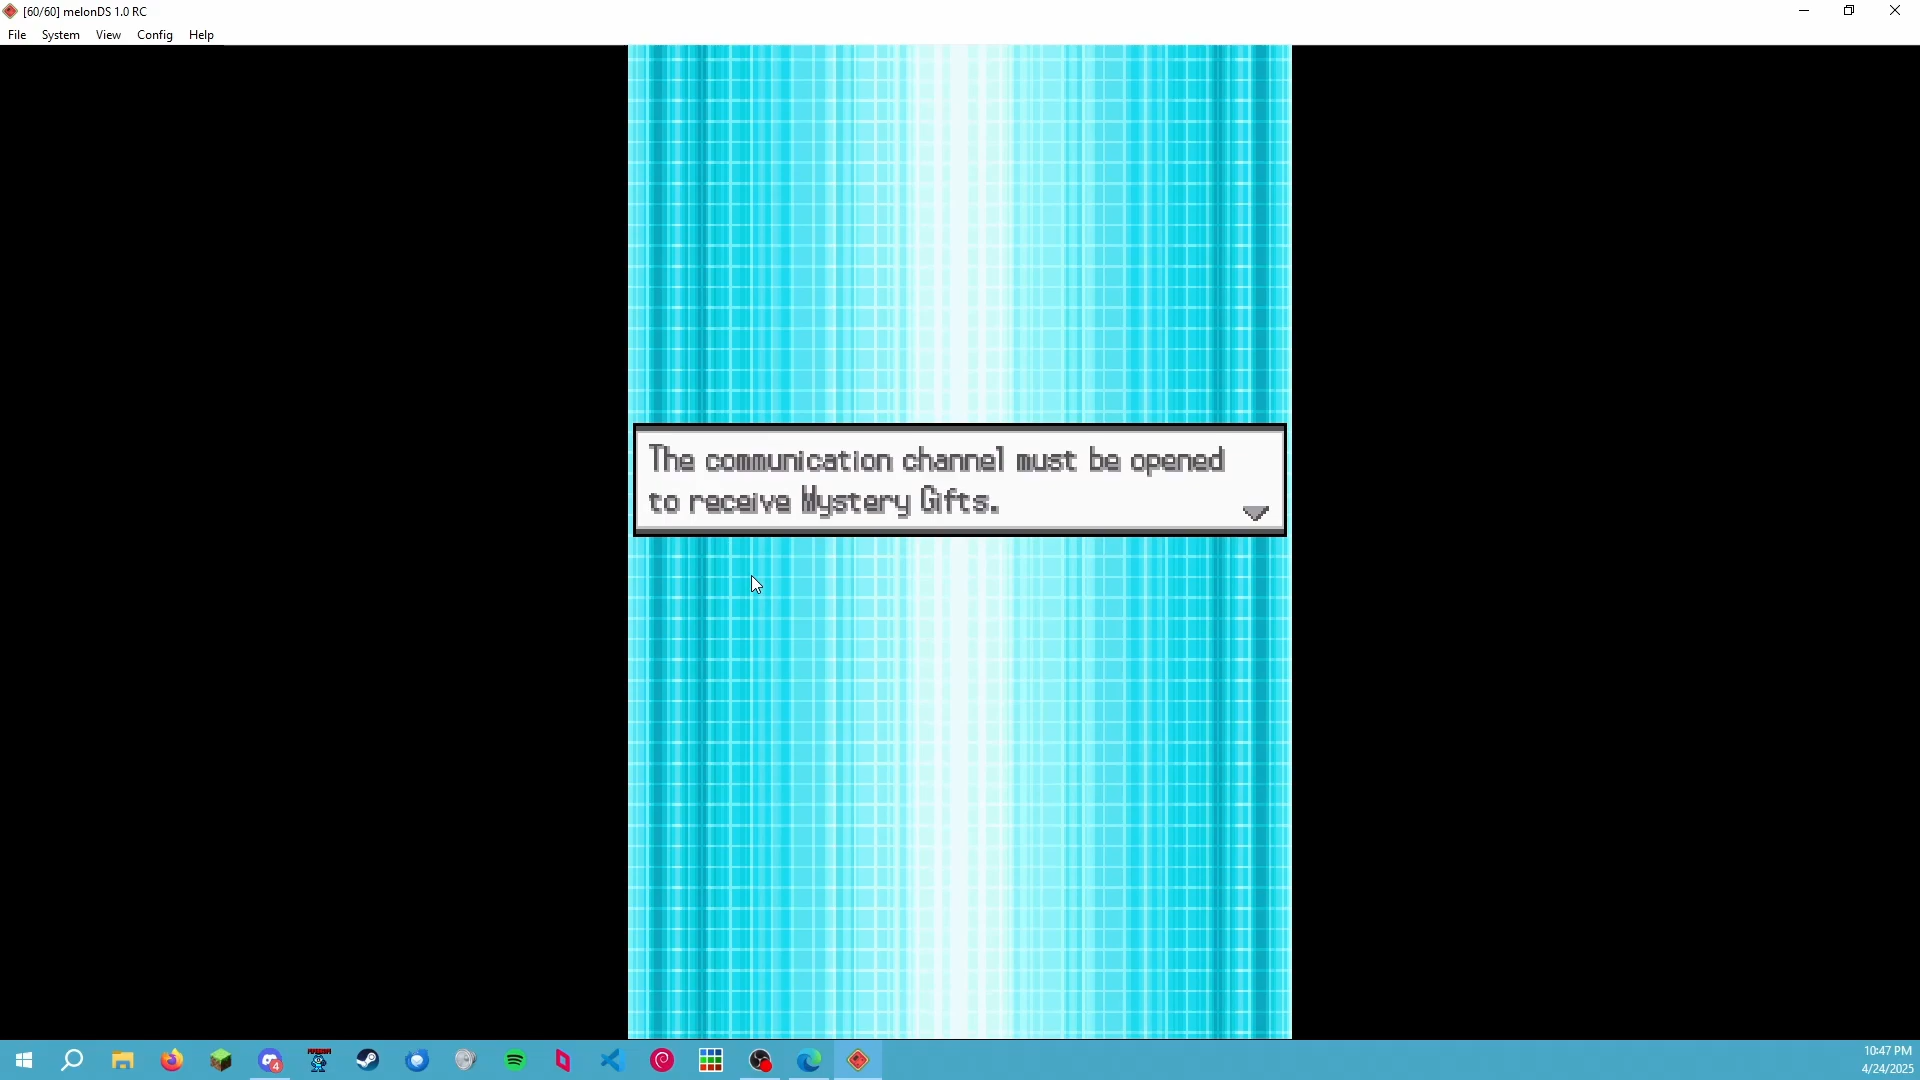 [60/60] melonDS 1.0 RC
File System View Config Help
The communication channel must be opened
to receive Mystery Gifts.
4
10:47 PM
4/24/2025